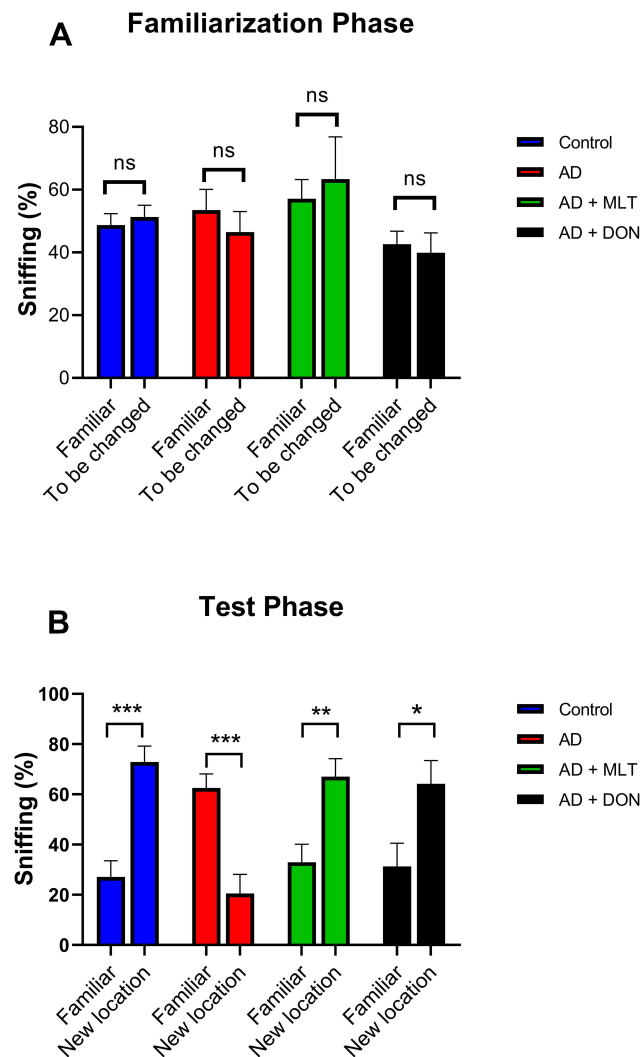 A
Familiarization Phase
ns
ns
ns
ns
80
60
40
20
0
Sniffing (%)
Familiar
To be changed
Familiar
To be changed
Familiar
To be changed
Familiar
To be changed
Control
AD
AD + MLT
AD + DON
B
Test Phase
***
***
**
*
100
80
60
40
20
0
Sniffing (%)
Familiar
New location
Familiar
New location
Familiar
New location
Familiar
New location
Control
AD
AD + MLT
AD + DON